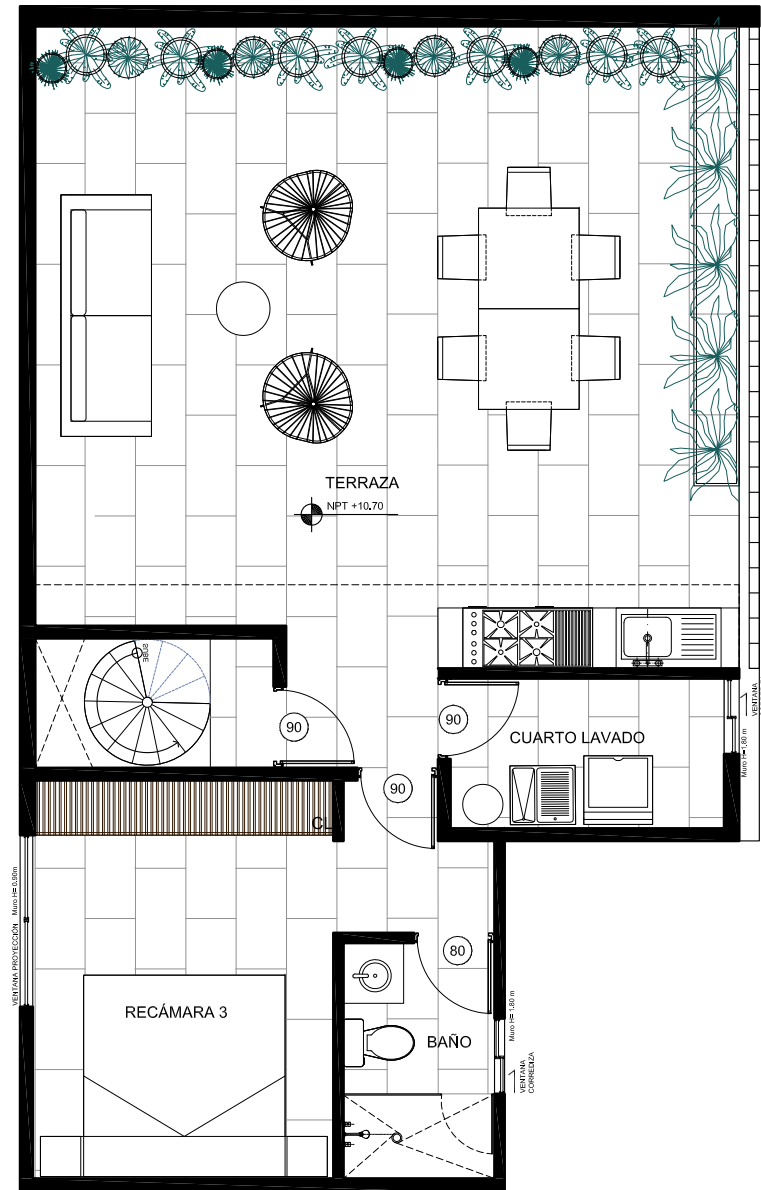 TERRAZA
NPT +10.70
SUBE
90
90
CUARTO LAVADO
VENTANA
Muro H= 1.80 m
90
CL
VENTANA PROYECCIÓN Muro H= 0.90m
80
RECÁMARA 3
BAÑO
Muro H= 1.80 m
VENTANA
CORREDIZA